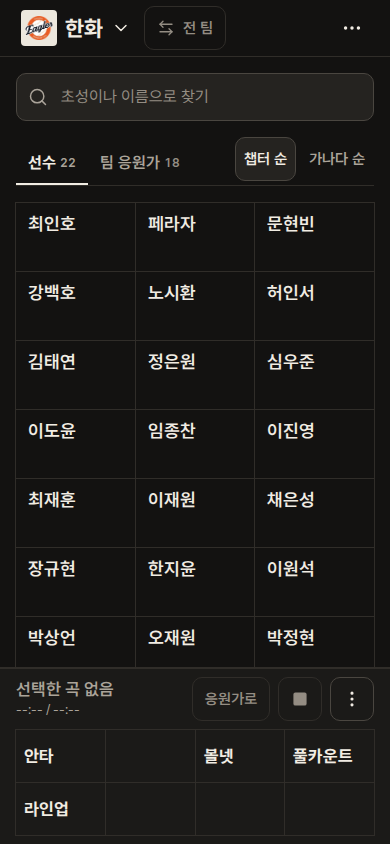 Eagles 한화 전 팀
초성이나 이름으로 찾기
선수 22 팀 응원가 18 챕터 순 가나다 순
최인호 페라자 문현빈
강백호 노시환 허인서
김태연 정은원 심우준
이도윤 임종찬 이진영
최재훈 이재원 채은성
장규현 한지윤 이원석
박상언 오재원 박정현
선택한 곡 없음 응원가로
--:-- / --:--
안타 볼넷 풀카운트
라인업